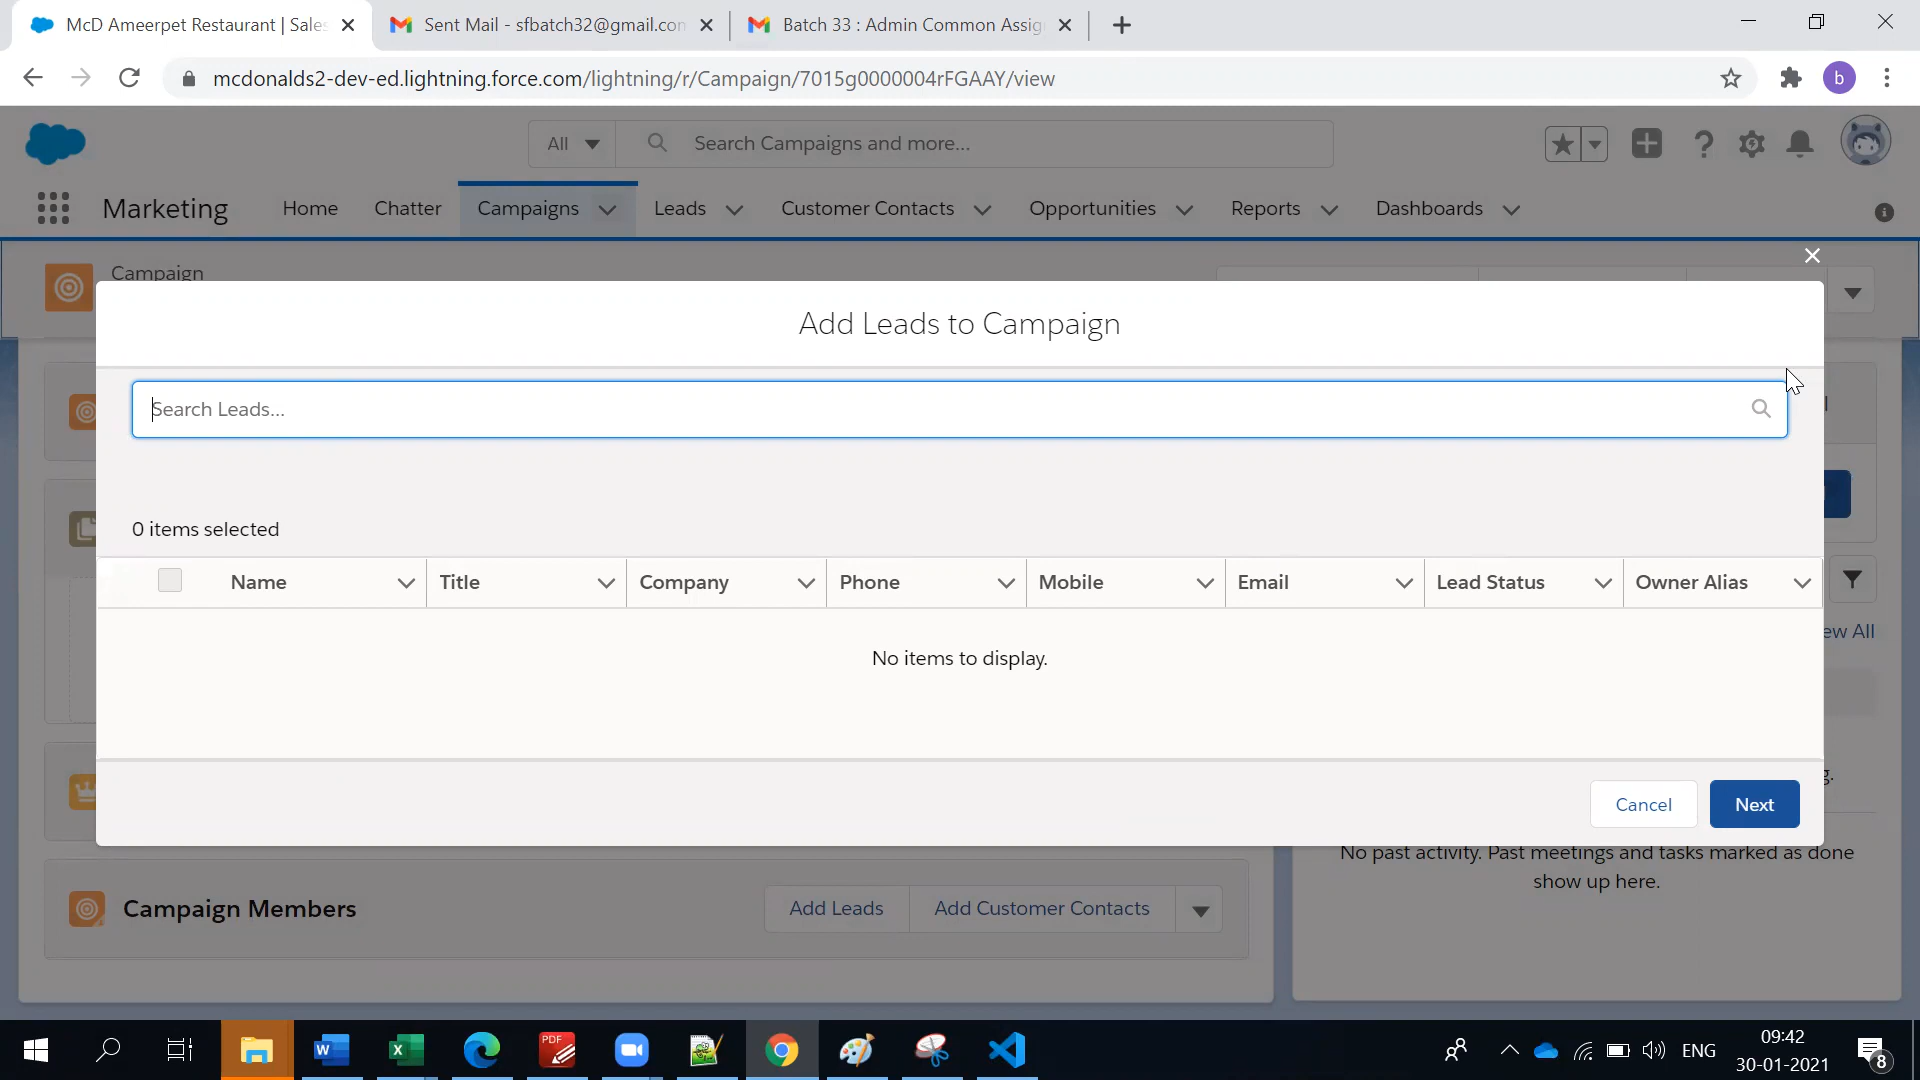 McD Ameerpet Restaurant | Sales
Sent Mail - sfbatch32@gmail.con
Batch 33 : Admin Common Assig
mcdonalds2-dev-ed.lightning.force.com/lightning/r/Campaign/7015g0000004rFGAAY/view
b
All
Search Campaigns and more...
Marketing
Home
Chatter
Campaigns
Leads
Customer Contacts
Opportunities
Reports
Dashboards
Campaign
Add Leads to Campaign
Search Leads...
0 items selected
Name
Title
Company
Phone
Mobile
Email
Lead Status
Owner Alias
ew All
No items to display.
g.
Cancel
Next
No past activity. Past meetings and tasks marked as done
show up here.
Campaign Members
Add Leads
Add Customer Contacts
PDF
ENG
09:42
30-01-2021
8